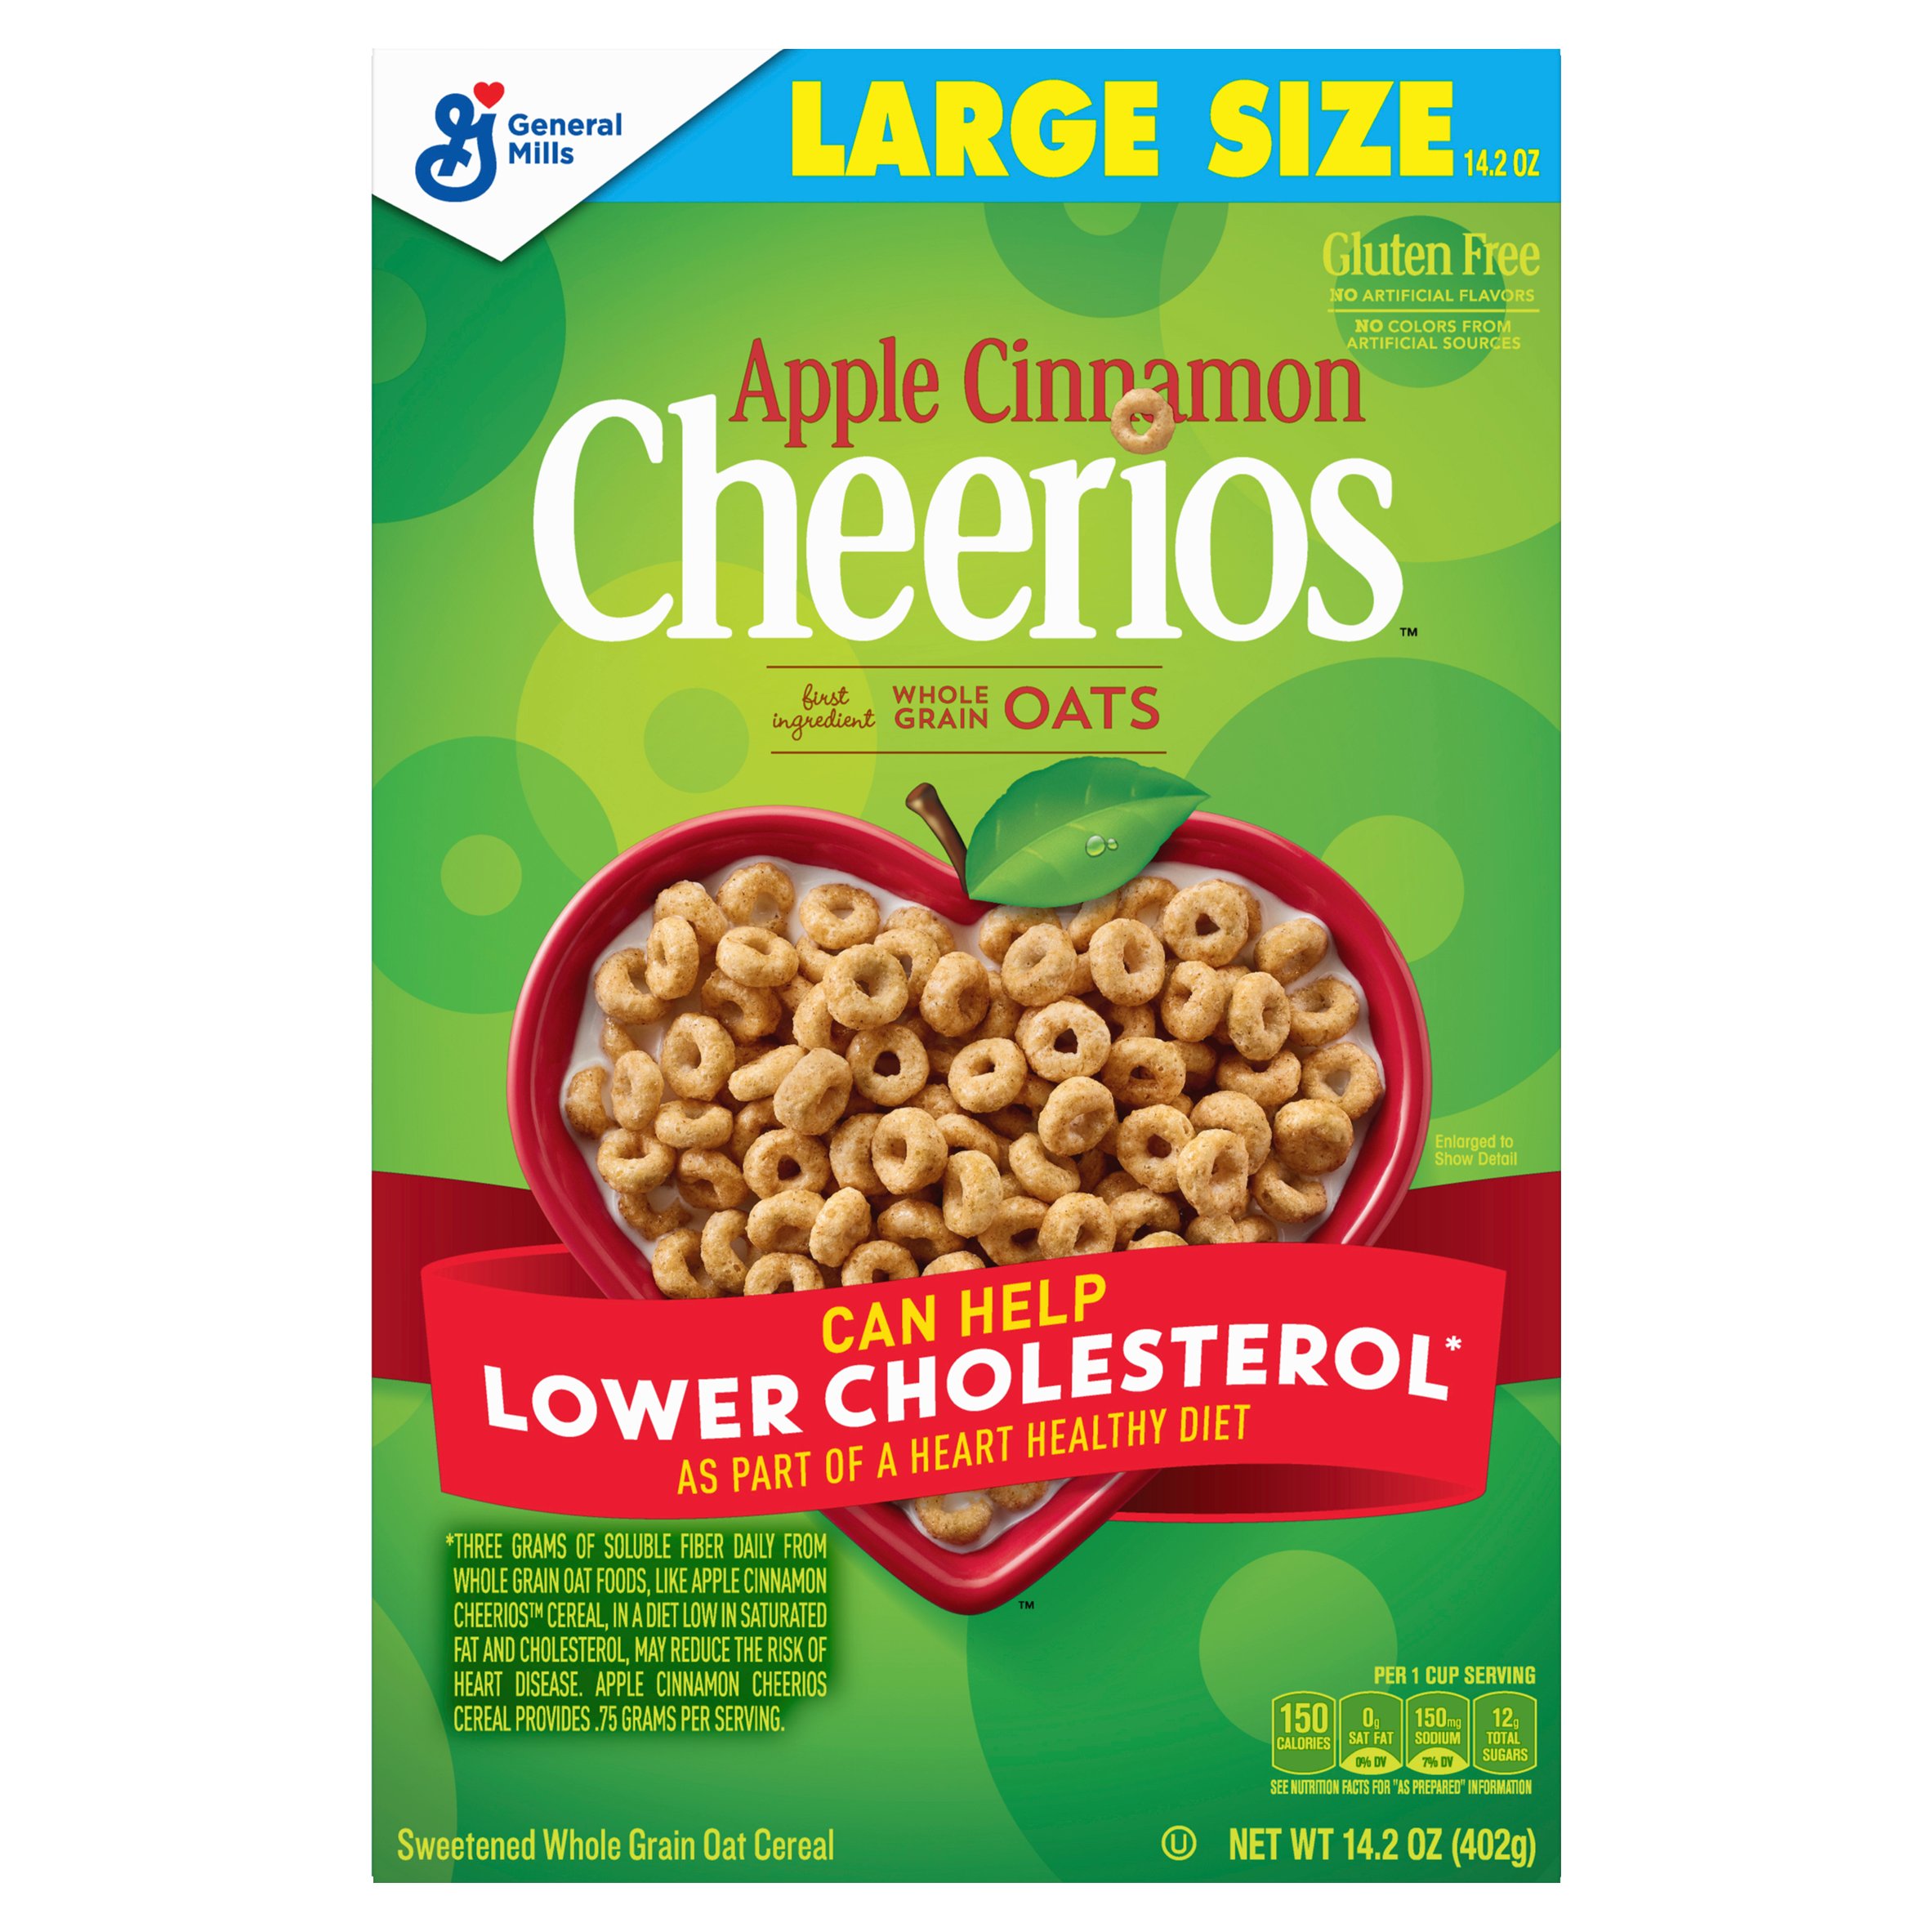 General
Mills
LARGE SIZE 14.2 OZ
Gluten Free
NO ARTIFICIAL FLAVORS
NO COLORS FROM
ARTIFICIAL SOURCES
Apple Cinnamon
Cheerios™
first
ingredient
WHOLE
GRAIN
OATS
Enlarged to
Show Detail
CAN HELP
LOWER CHOLESTEROL*
AS PART OF A HEART HEALTHY DIET
™
*THREE GRAMS OF SOLUBLE FIBER DAILY FROM
WHOLE GRAIN OAT FOODS, LIKE APPLE CINNAMON
CHEERIOS™ CEREAL, IN A DIET LOW IN SATURATED
FAT AND CHOLESTEROL, MAY REDUCE THE RISK OF
HEART DISEASE. APPLE CINNAMON CHEERIOS
CEREAL PROVIDES .75 GRAMS PER SERVING.
PER 1 CUP SERVING
150
CALORIES
0g
SAT FAT
0% DV
150mg
SODIUM
7% DV
12g
TOTAL
SUGARS
SEE NUTRITION FACTS FOR "AS PREPARED" INFORMATION
Sweetened Whole Grain Oat Cereal
U
NET WT 14.2 OZ (402g)